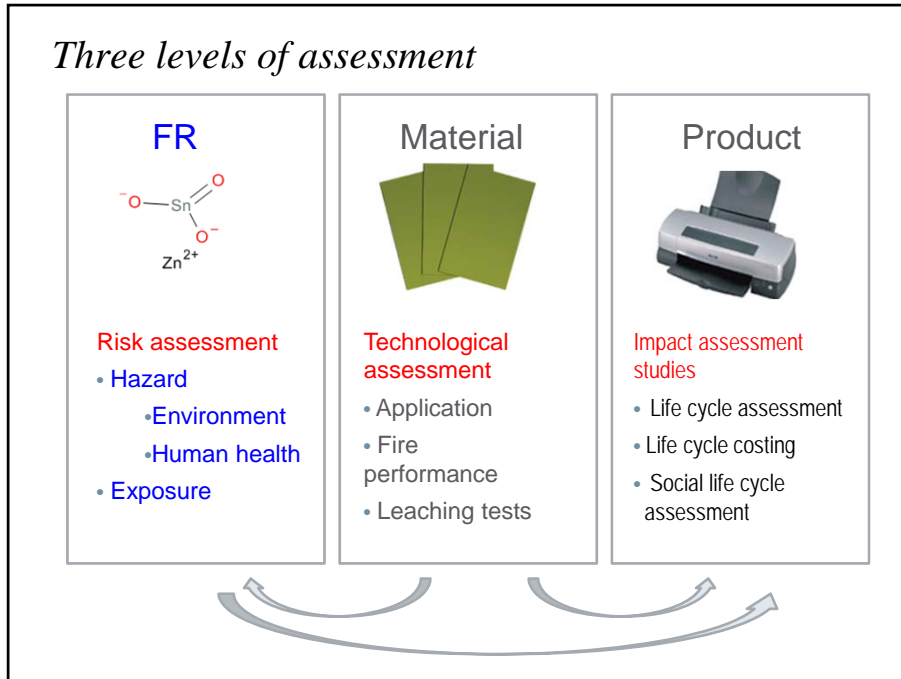 Three levels of assessment
FR
O
⁻O
Sn
O⁻
Zn²⁺
Risk assessment
• Hazard
•Environment
•Human health
• Exposure
Material
Technological
assessment
• Application
• Fire
performance
• Leaching tests
Product
Impact assessment
studies
• Life cycle assessment
• Life cycle costing
• Social life cycle
assessment